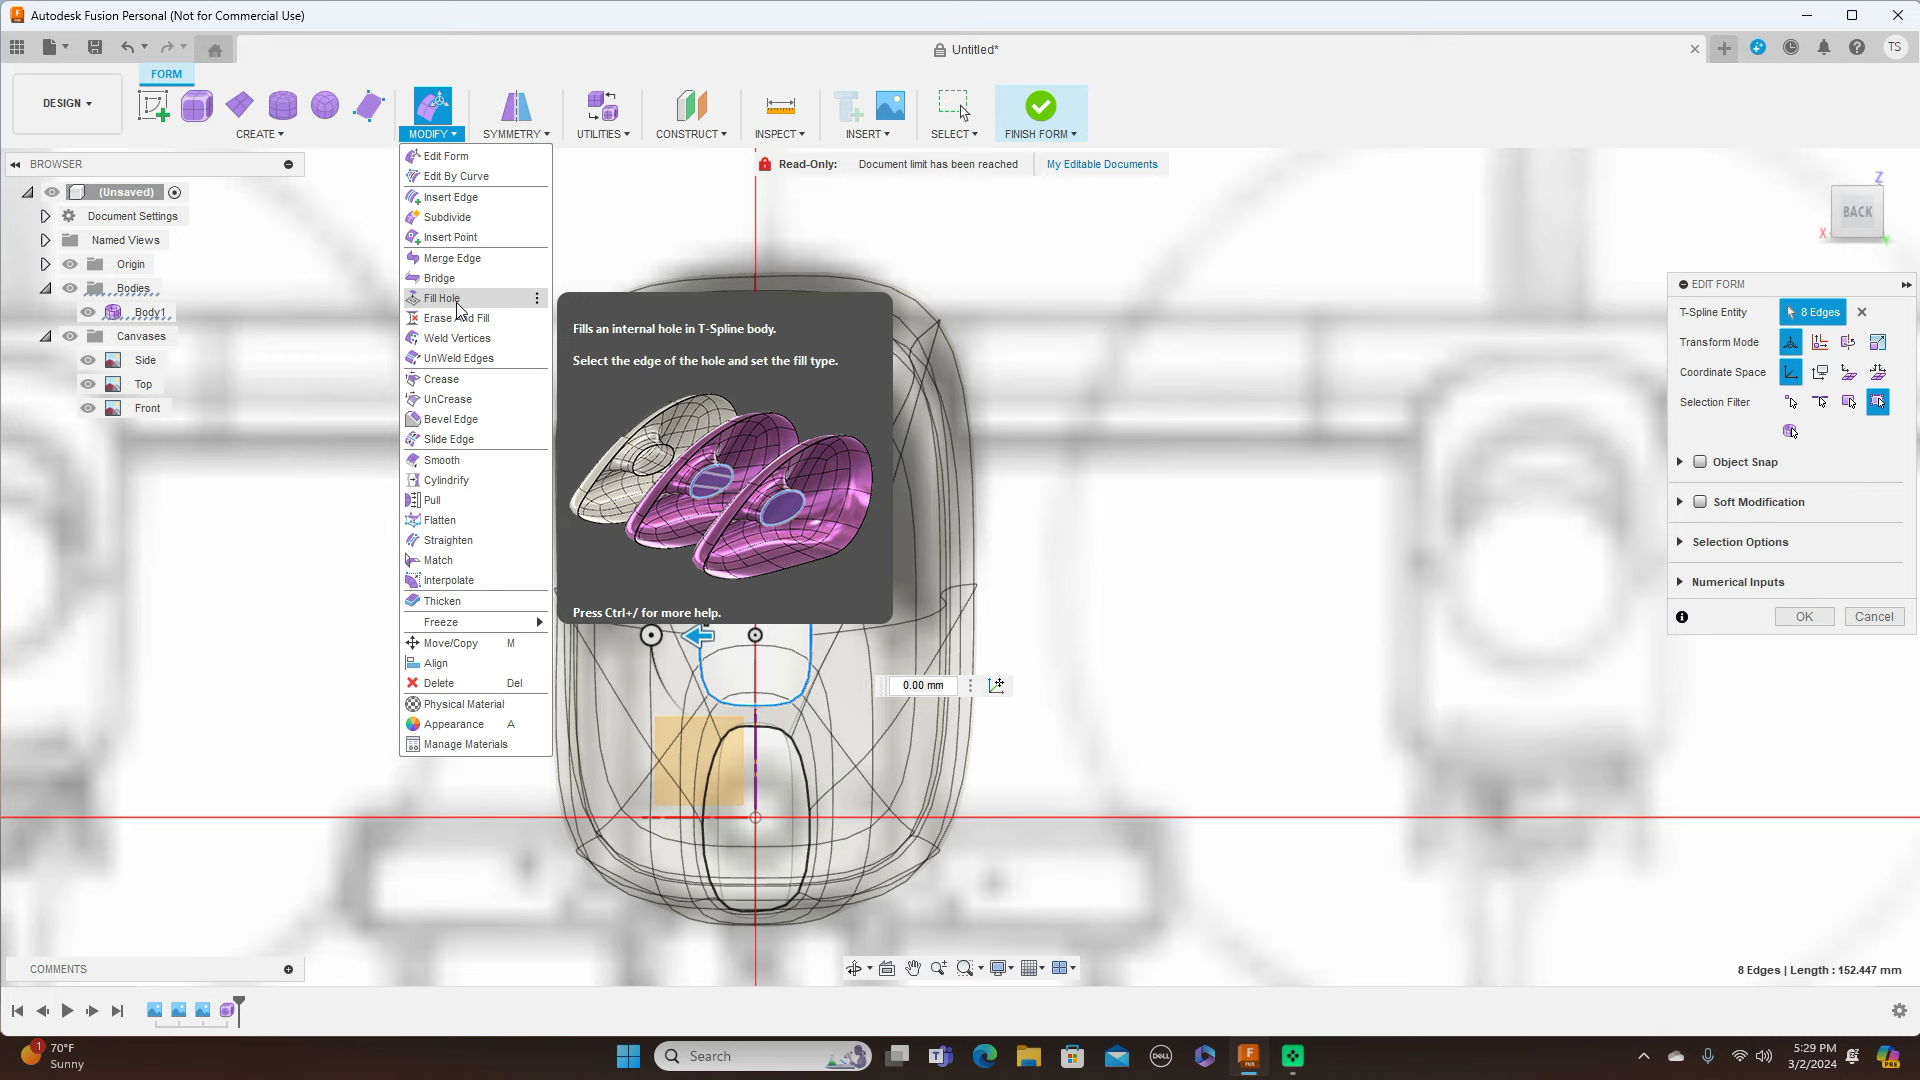 Autodesk Fusion Personal (Not for Commercial Use)
Untitled*
TS
FORM
DESIGN
CREATE
MODIFY
SYMMETRY
UTILITIES
CONSTRUCT
INSPECT
INSERT
SELECT
FINISH FORM
BROWSER
Read-Only: Document limit has been reached My Editable Documents
(Unsaved)
Document Settings
Named Views
Origin
Bodies
Body1
Canvases
Side
Top
Front
Edit Form
Edit By Curve
Insert Edge
Subdivide
Insert Point
Merge Edge
Bridge
Fill Hole
Erase And Fill
Weld Vertices
UnWeld Edges
Crease
UnCrease
Bevel Edge
Slide Edge
Smooth
Cylindrify
Pull
Flatten
Straighten
Match
Interpolate
Thicken
Freeze
Move/Copy M
Align
Delete Del
Physical Material
Appearance A
Manage Materials
Fills an internal hole in T-Spline body.
Select the edge of the hole and set the fill type.
Press Ctrl+/ for more help.
0.00 mm
Z
BACK
X
Y
EDIT FORM
T-Spline Entity 8 Edges
Transform Mode
Coordinate Space
Selection Filter
Object Snap
Soft Modification
Selection Options
Numerical Inputs
OK Cancel
COMMENTS
8 Edges | Length : 152.447 mm
1
70°F
Sunny
Search
DELL
F
FUS
5:29 PM
3/2/2024
PRE